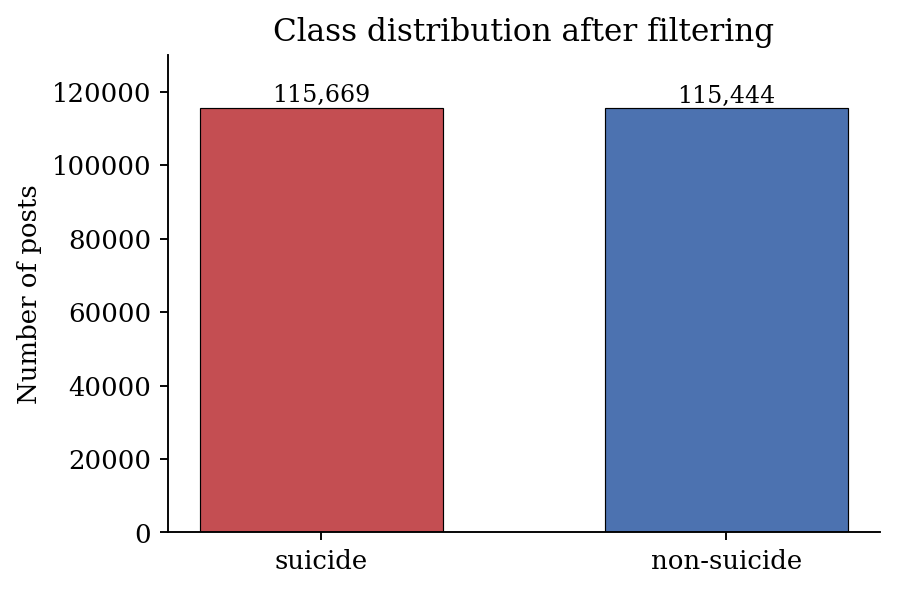 Class distribution after filtering
Number of posts
120000
100000
80000
60000
40000
20000
0
115,669
115,444
suicide
non-suicide